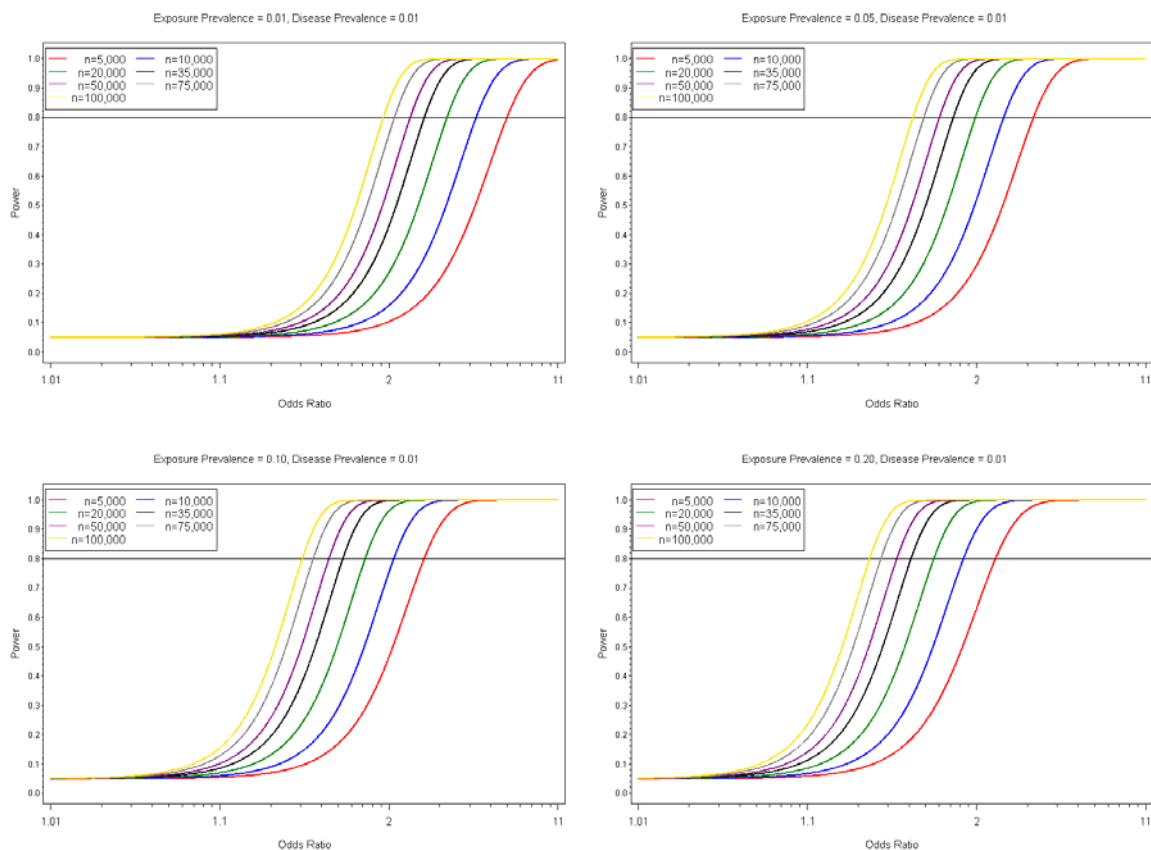 Exposure Prevalence = 0.01, Disease Prevalence = 0.01
n=5,000 n=10,000
n=20,000 n=35,000
n=50,000 n=75,000
n=100,000
1.0
0.9
0.8
0.7
0.6
0.5
0.4
0.3
0.2
0.1
0.0
Power
1.01 1.1 2 11
Odds Ratio
Exposure Prevalence = 0.05, Disease Prevalence = 0.01
n=5,000 n=10,000
n=20,000 n=35,000
n=50,000 n=75,000
n=100,000
1.0
0.9
0.8
0.7
0.6
0.5
0.4
0.3
0.2
0.1
0.0
Power
1.01 1.1 2 11
Odds Ratio
Exposure Prevalence = 0.10, Disease Prevalence = 0.01
n=5,000 n=10,000
n=20,000 n=35,000
n=50,000 n=75,000
n=100,000
1.0
0.9
0.8
0.7
0.6
0.5
0.4
0.3
0.2
0.1
0.0
Power
1.01 1.1 2 11
Odds Ratio
Exposure Prevalence = 0.20, Disease Prevalence = 0.01
n=5,000 n=10,000
n=20,000 n=35,000
n=50,000 n=75,000
n=100,000
1.0
0.9
0.8
0.7
0.6
0.5
0.4
0.3
0.2
0.1
0.0
Power
1.01 1.1 2 11
Odds Ratio